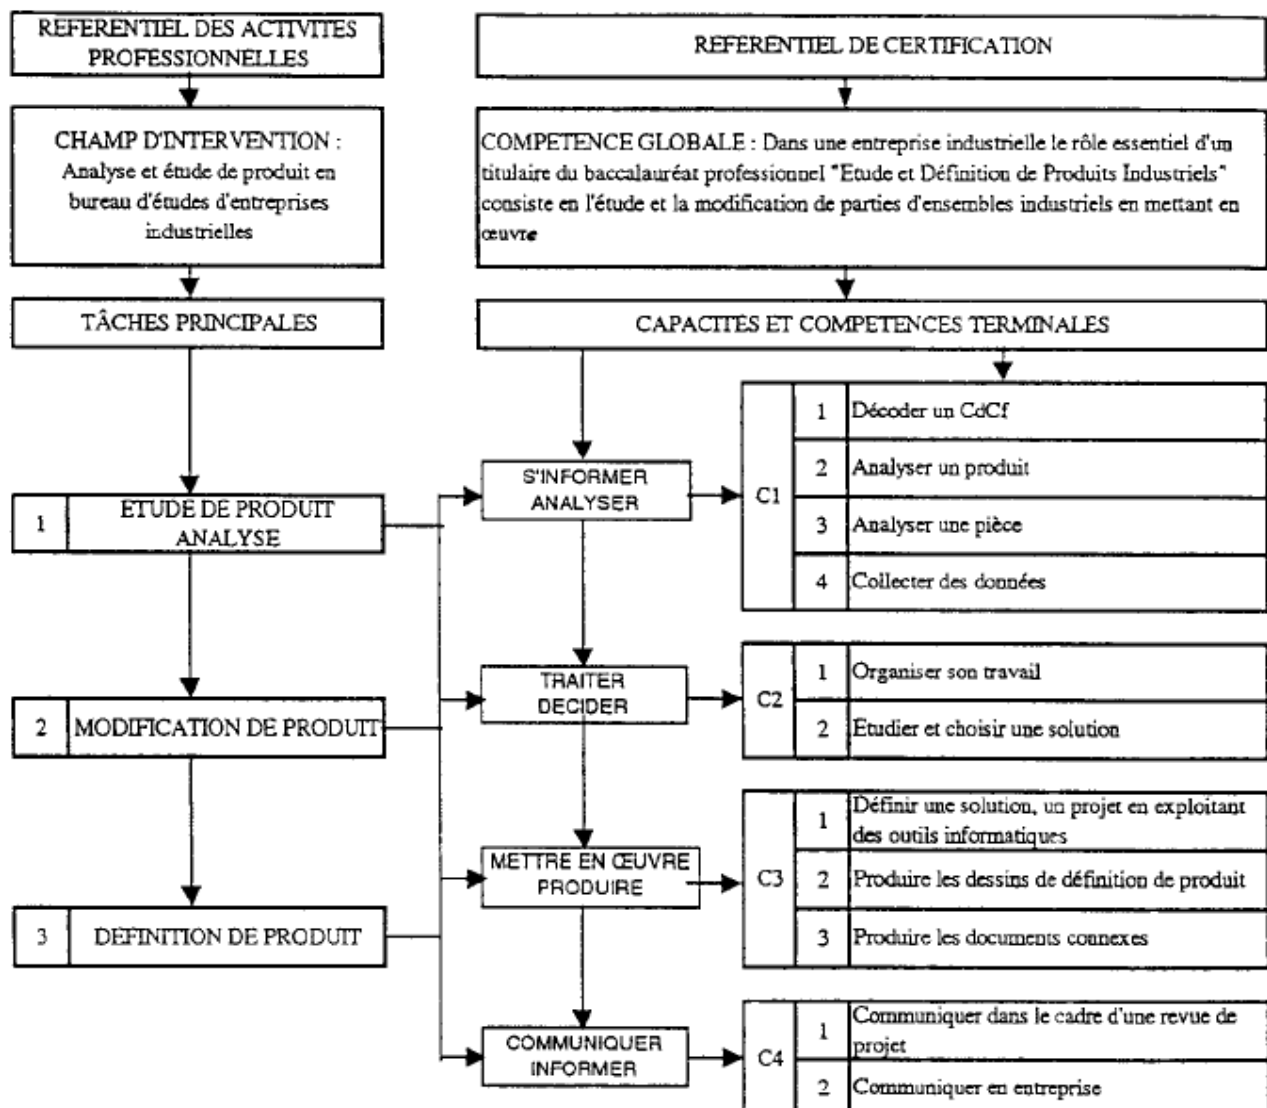 REFERENTIEL DES ACTIVITES
PROFESSIONNELLES
CHAMP D'INTERVENTION :
Analyse et étude de produit en
bureau d'études d'entreprises
industrielles
TÂCHES PRINCIPALES
1
ETUDE DE PRODUIT
ANALYSE
2
MODIFICATION DE PRODUIT
3
DEFINITION DE PRODUIT
REFERENTIEL DE CERTIFICATION
COMPETENCE GLOBALE : Dans une entreprise industrielle le rôle essentiel d'un
titulaire du baccalauréat professionnel "Etude et Définition de Produits Industriels"
consiste en l'étude et la modification de parties d'ensembles industriels en mettant en
œuvre
CAPACITES ET COMPETENCES TERMINALES
S'INFORMER
ANALYSER
C1
1 Décoder un CdCf
2 Analyser un produit
3 Analyser une pièce
4 Collecter des données
TRAITER
DECIDER
C2
1 Organiser son travail
2 Etudier et choisir une solution
METTRE EN ŒUVRE
PRODUIRE
C3
1 Définir une solution, un projet en exploitant
des outils informatiques
2 Produire les dessins de définition de produit
3 Produire les documents connexes
COMMUNIQUER
INFORMER
C4
1 Communiquer dans le cadre d'une revue de
projet
2 Communiquer en entreprise